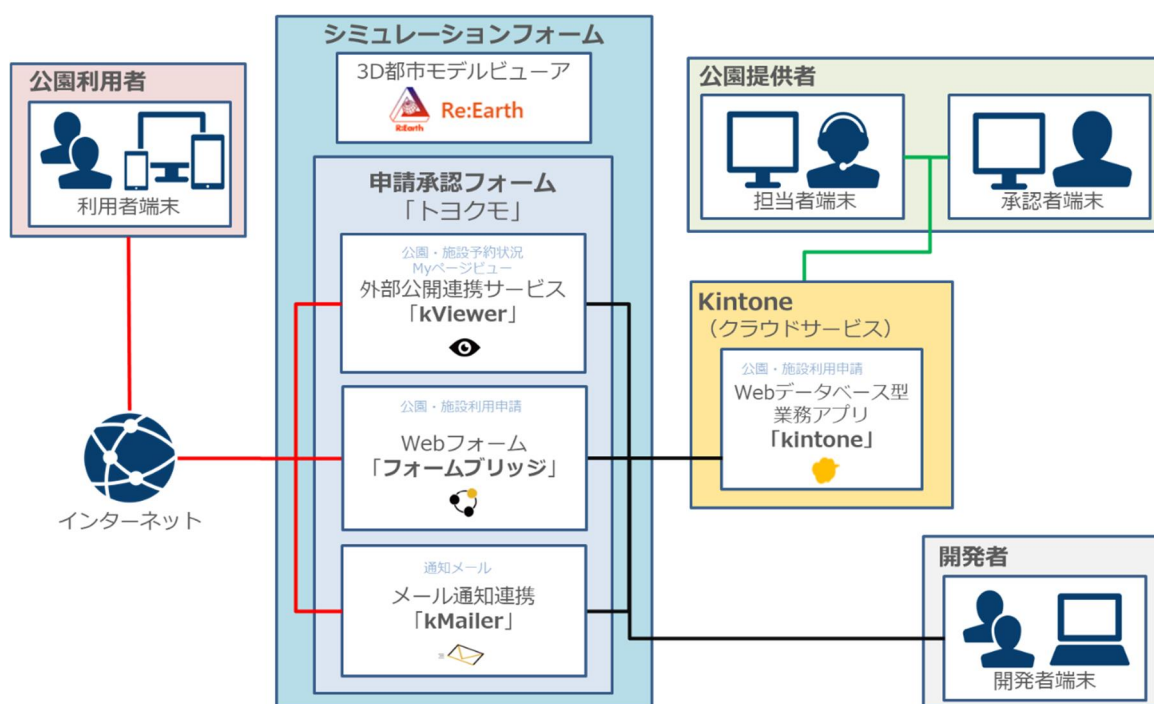 公園利用者
利用者端末
インターネット
シミュレーションフォーム
3D都市モデルビューア
Re:Earth
Re:Earth
申請承認フォーム
「トヨクモ」
公園・施設予約状況
Myページビュー
外部公開連携サービス
「kViewer」
公園・施設利用申請
Webフォーム
「フォームブリッジ」
通知メール
メール通知連携
「kMailer」
公園提供者
担当者端末
承認者端末
Kintone
（クラウドサービス）
公園・施設利用申請
Webデータベース型
業務アプリ
「kintone」
開発者
開発者端末